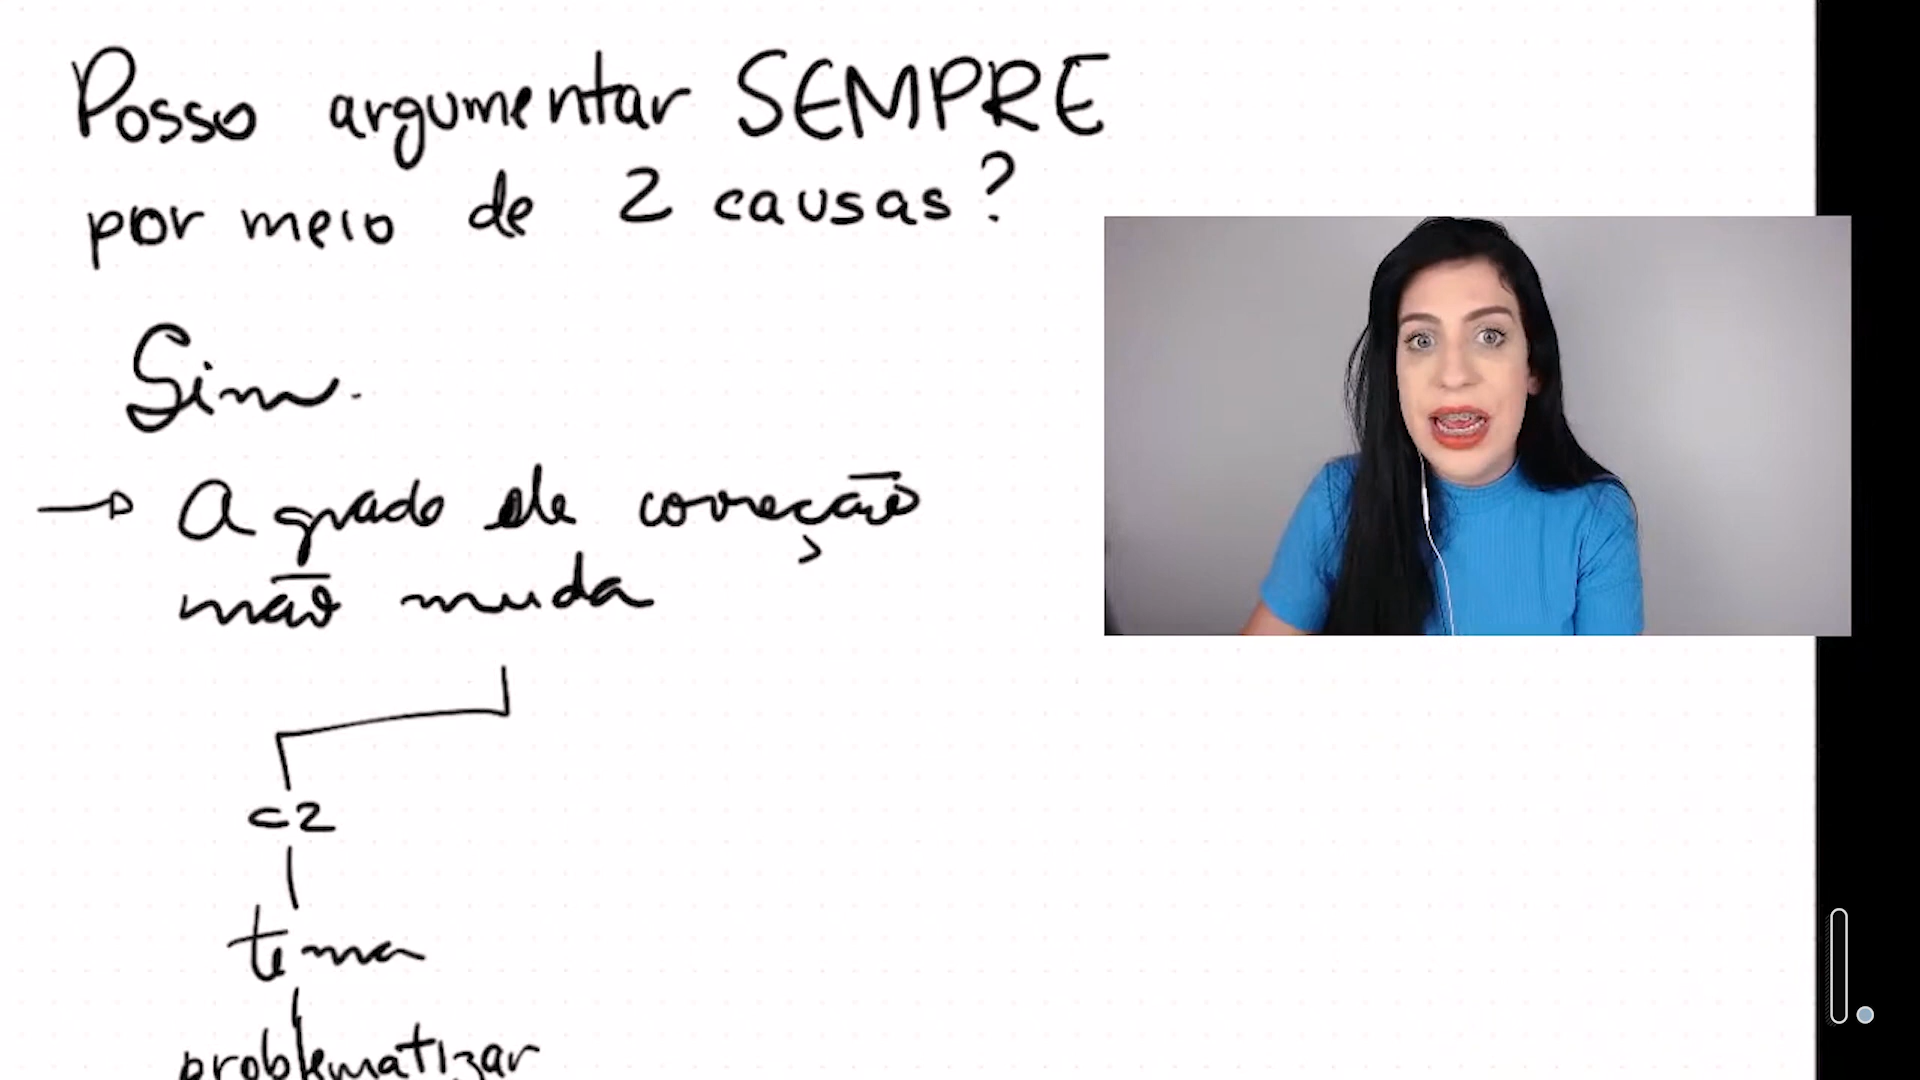 Posso argumentar SEMPRE
por meio de 2 causas?
Sim.
→ A grade de correção
não muda
c2
tema
problematizar